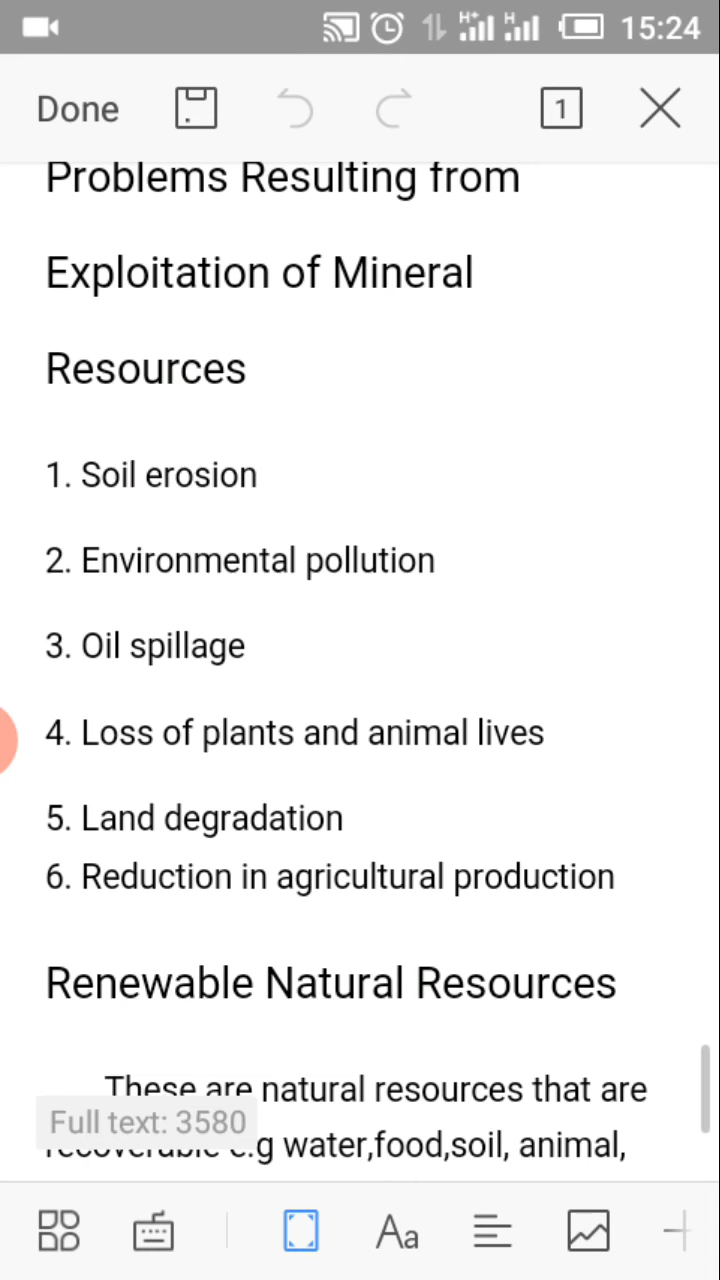 H+ H 15:24
Done 1
Problems Resulting from
Exploitation of Mineral
Resources
1. Soil erosion
2. Environmental pollution
3. Oil spillage
4. Loss of plants and animal lives
5. Land degradation
6. Reduction in agricultural production
Renewable Natural Resources
These are natural resources that are
Full text: 3580
recoverable e.g water,food,soil, animal,
Aa